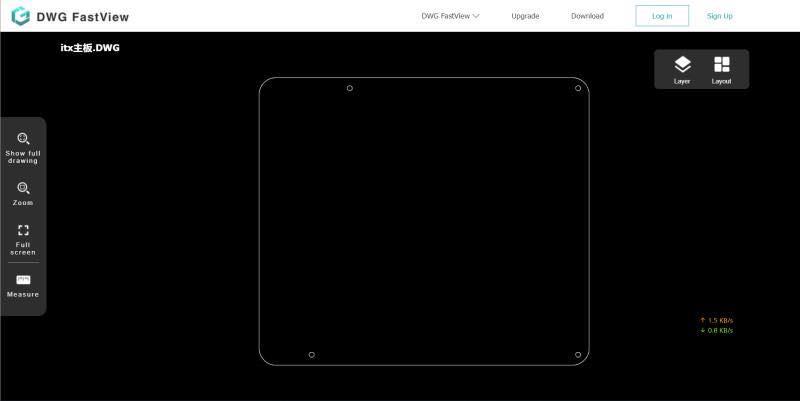 DWG FastView
DWG FastView
Upgrade
Download
Log in
Sign Up
itx主板.DWG
Layer
Layout
Show full
drawing
Zoom
Full
screen
Measure
↑ 1.5 KB/s
↓ 0.8 KB/s